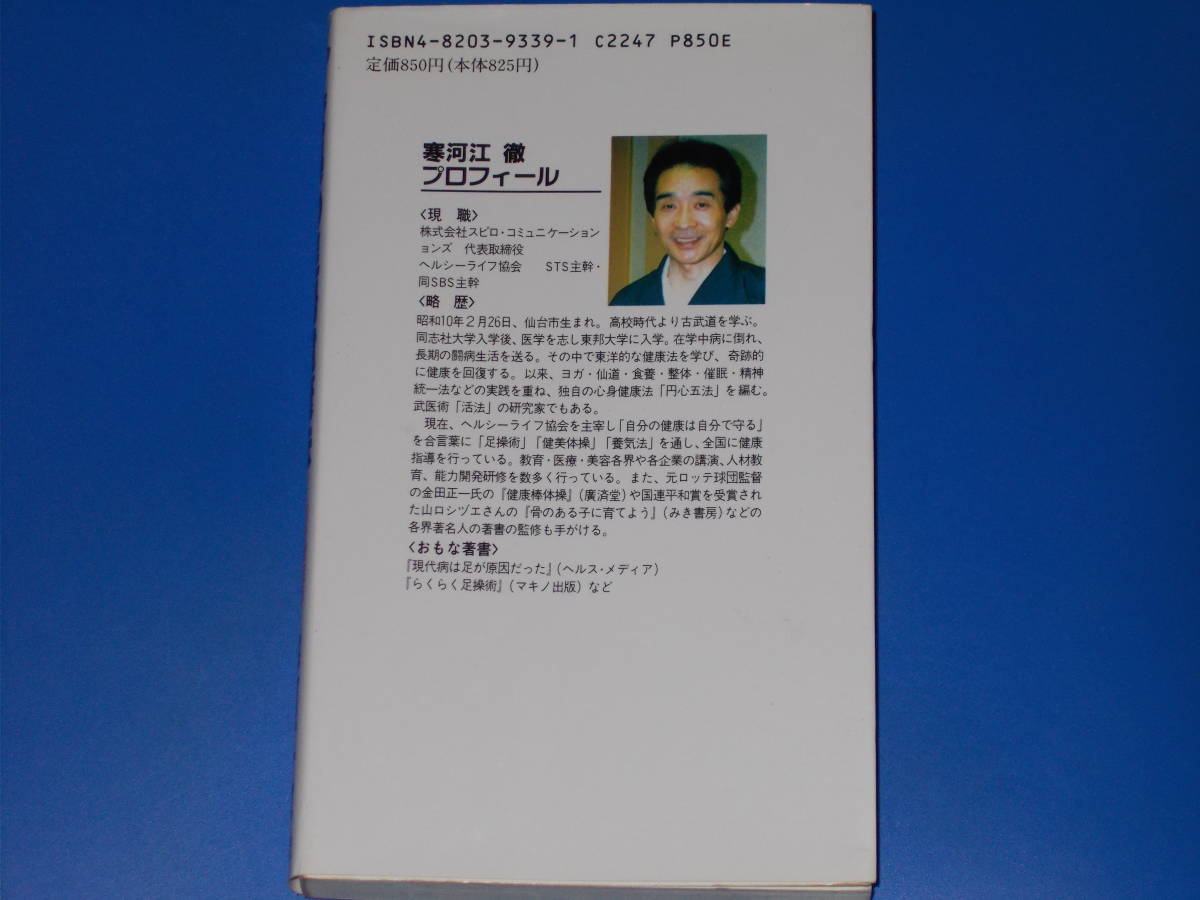 ISBN4-8203-9339-1 C2247 P850E
定価850円(本体825円)
寒河江 徹
プロフィール
〈現 職〉
株式会社スピロ・コミュニケーション
ョンズ 代表取締役
ヘルシーライフ協会 STS主幹・
同SBS主幹
〈略 歴〉
昭和10年2月26日、仙台市生まれ。高校時代より古武道を学ぶ。
同志社大学入学後、医学を志し東邦大学に入学。在学中病に倒れ、
長期の闘病生活を送る。その中で東洋的な健康法を学び、奇跡的
に健康を回復する。以来、ヨガ・仙道・食養・整体・催眠・精神
統一法などの実践を重ね、独自の心身健康法「円心五法」を編む。
武医術「活法」の研究家でもある。
現在、ヘルシーライフ協会を主宰し「自分の健康は自分で守る」
を合言葉に「足操術」「健美体操」「養気法」を通し、全国に健康
指導を行っている。教育・医療・美容各界や各企業の講演、人材教
育、能力開発研修を数多く行っている。また、元ロッテ球団監督
の金田正一氏の『健康棒体操』(廣済堂)や国連平和賞を受賞され
た山口シヅエさんの『骨のある子に育てよう』(みき書房)などの
各界著名人の著書の監修も手がける。
〈おもな著書〉
『現代病は足が原因だった』(ヘルス・メディア)
『らくらく足操術』(マキノ出版)など